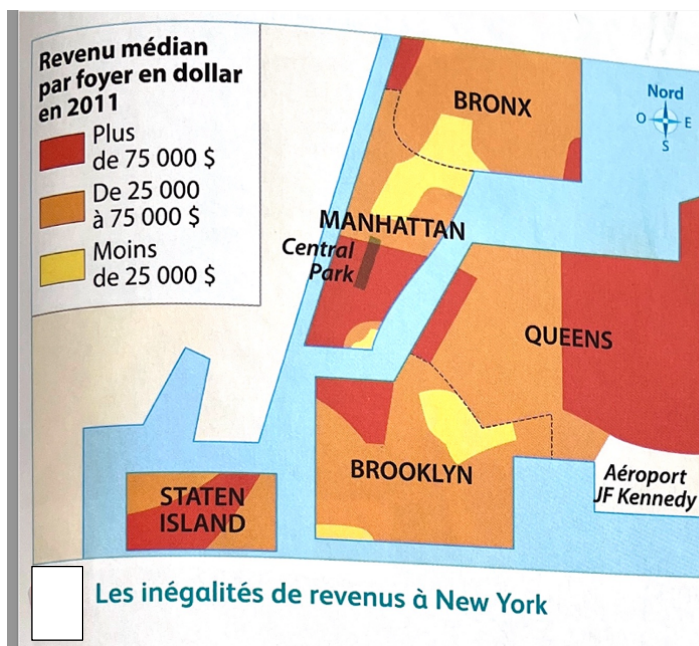 Revenu médian
par foyer en dollar
en 2011
Plus
de 75 000 $
De 25 000
à 75 000 $
Moins
de 25 000 $
BRONX
Nord
O
E
S
MANHATTAN
Central
Park
QUEENS
BROOKLYN
STATEN
ISLAND
Aéroport
JF Kennedy
Les inégalités de revenus à New York